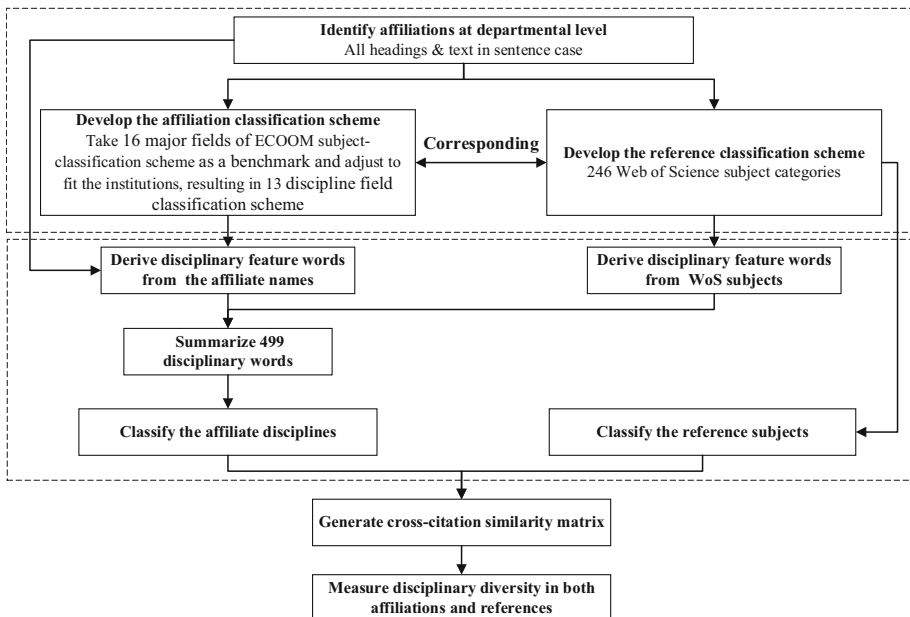 Identify affiliations at departmental level
All headings & text in sentence case
Develop the affiliation classification scheme
Take 16 major fields of ECOOM subject-
classification scheme as a benchmark and adjust to
fit the institutions, resulting in 13 discipline field
classification scheme
Corresponding
Develop the reference classification scheme
246 Web of Science subject categories
Derive disciplinary feature words
from the affiliate names
Derive disciplinary feature words
from WoS subjects
Summarize 499
disciplinary words
Classify the affiliate disciplines
Classify the reference subjects
Generate cross-citation similarity matrix
Measure disciplinary diversity in both
affiliations and references